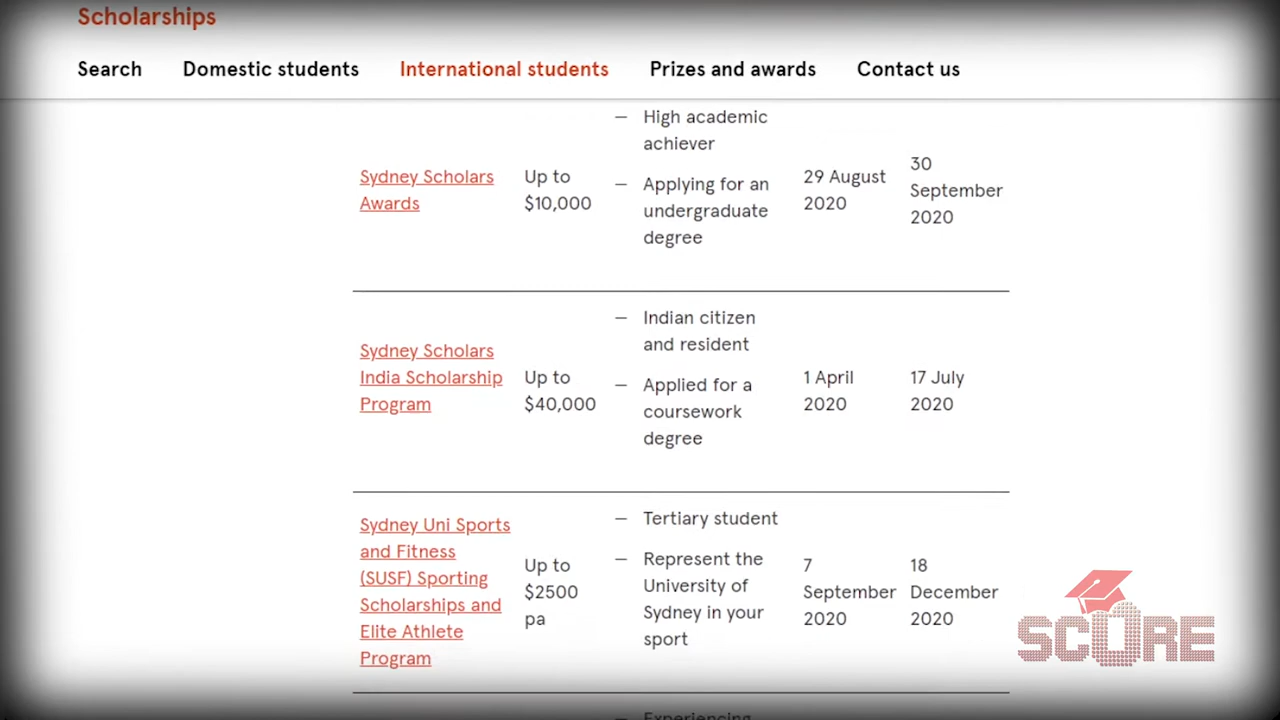 Scholarships
Search Domestic students International students Prizes and awards Contact us
— High academic
achiever
Sydney Scholars
Awards
Up to
$10,000
— Applying for an
undergraduate
degree
29 August
2020
30
September
2020
Sydney Scholars
India Scholarship
Program
Up to
$40,000
— Indian citizen
and resident
— Applied for a
coursework
degree
1 April
2020
17 July
2020
Sydney Uni Sports
and Fitness
(SUSF) Sporting
Scholarships and
Elite Athlete
Program
Up to
$2500
pa
— Tertiary student
— Represent the
University of
Sydney in your
sport
7
September
2020
18
December
2020
— Experiencing
SCORE